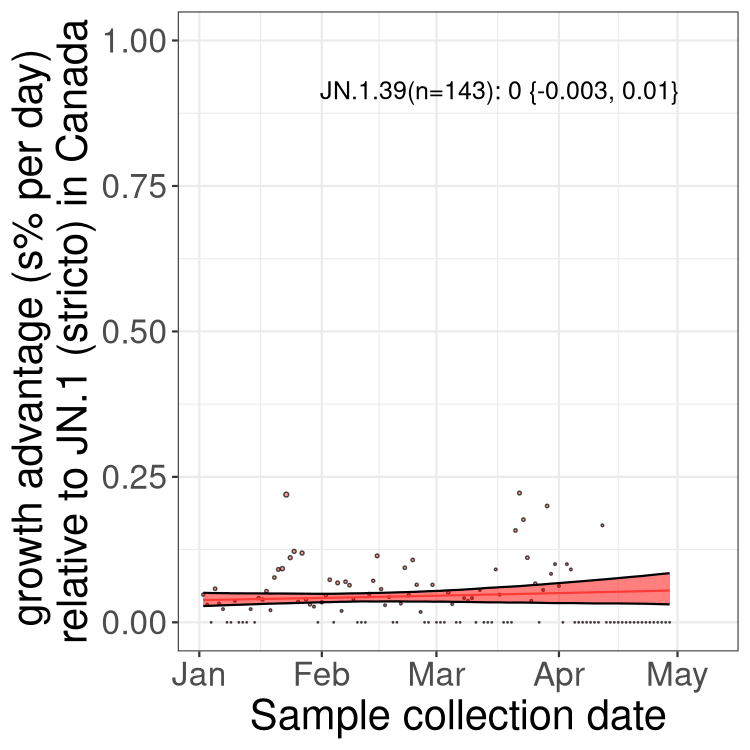 growth advantage (s% per day)
relative to JN.1 (stricto) in Canada
1.00
0.75
0.50
0.25
0.00
JN.1.39(n=143): 0 {-0.003, 0.01}
Jan Feb Mar Apr May
Sample collection date